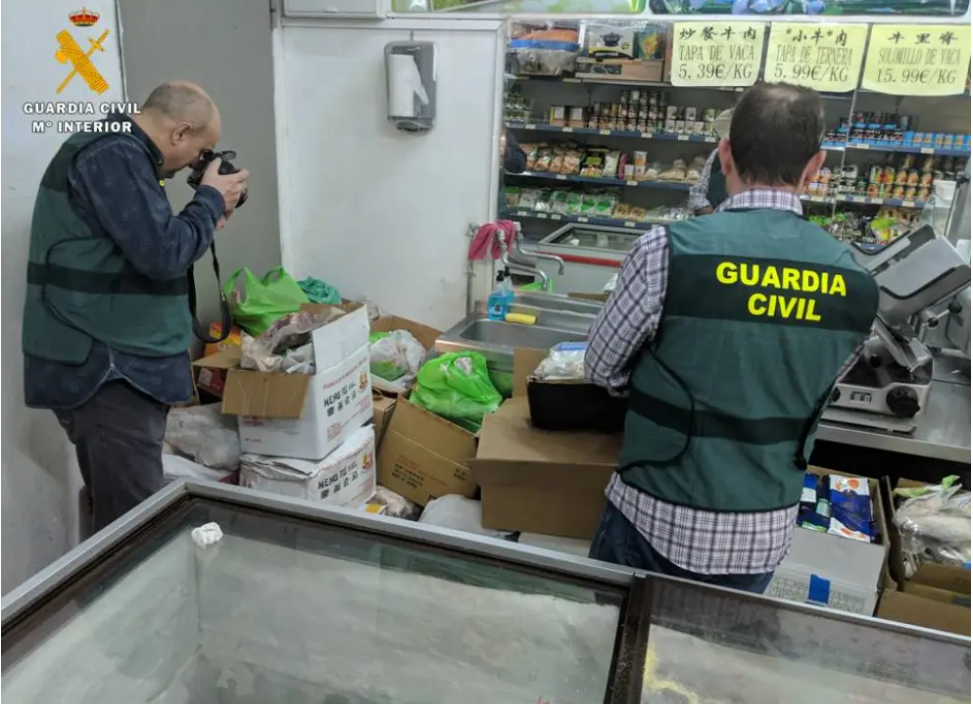 GUARDIA CIVIL
Mº INTERIOR
炒餐牛肉
TAPA DE VACA
5.39€/KG
*小牛*肉
TAPA DE TERNERA
5.99€/KG
牛里脊
SOLOMILLO DE VACA
15.99€/KG
GUARDIA
CIVIL